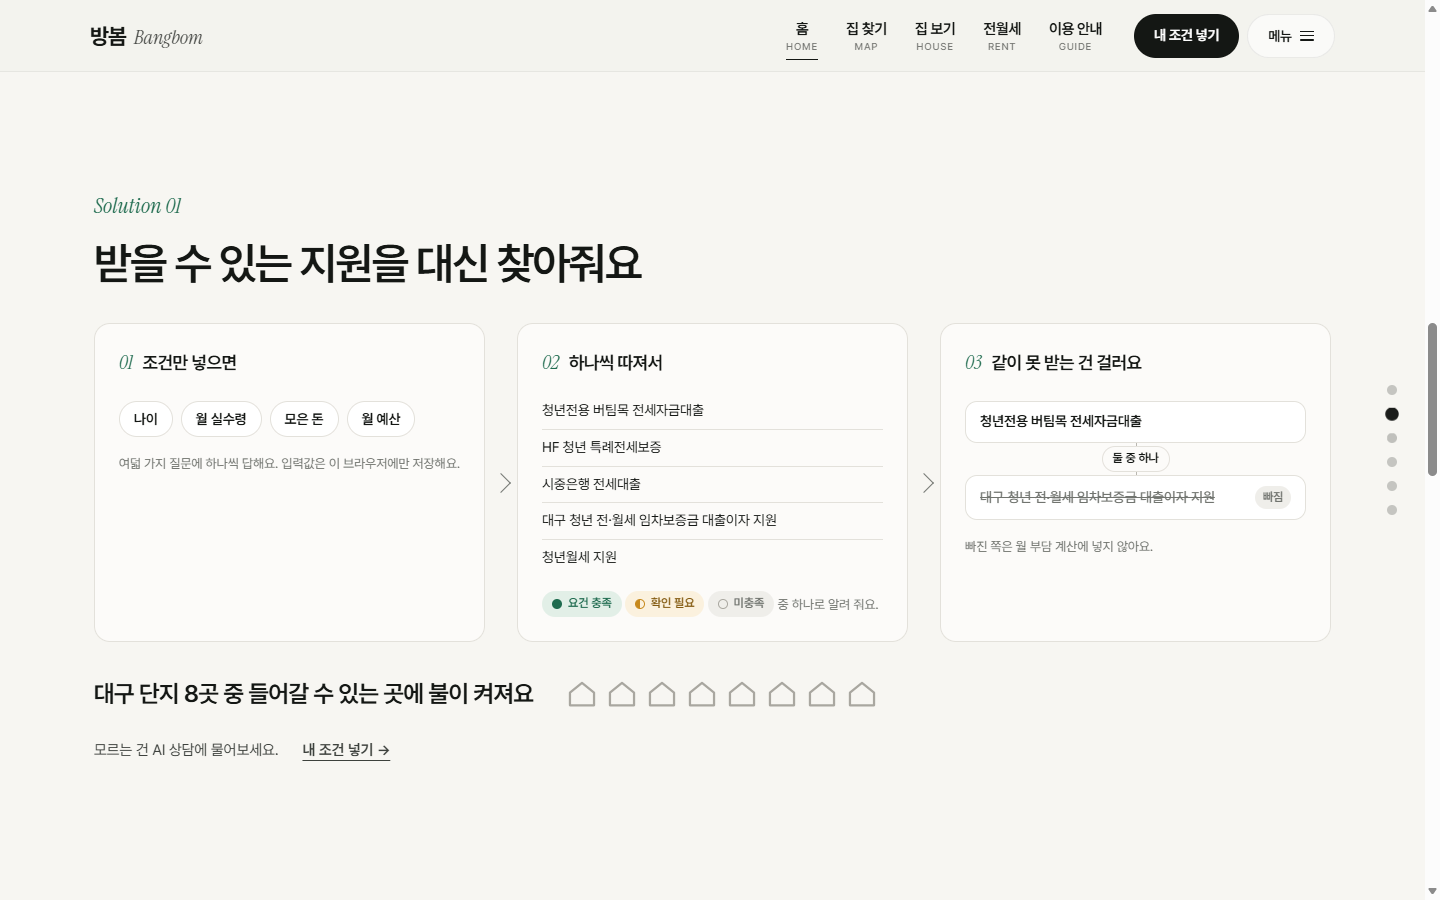 방봄 Bangbom
홈
HOME
집 찾기
MAP
집 보기
HOUSE
전월세
RENT
이용 안내
GUIDE
내 조건 넣기
메뉴
Solution 01
받을 수 있는 지원을 대신 찾아줘요
01 조건만 넣으면
나이
월 실수령
모은 돈
월 예산
여덟 가지 질문에 하나씩 답해요. 입력값은 이 브라우저에만 저장해요.
02 하나씩 따져서
청년전용 버팀목 전세자금대출
HF 청년 특례전세보증
시중은행 전세대출
대구 청년 전·월세 임차보증금 대출이자 지원
청년월세 지원
요건 충족 확인 필요 미충족 중 하나로 알려 줘요.
03 같이 못 받는 건 걸러요
청년전용 버팀목 전세자금대출
둘 중 하나
대구 청년 전·월세 임차보증금 대출이자 지원 빠짐
빠진 쪽은 월 부담 계산에 넣지 않아요.
대구 단지 8곳 중 들어갈 수 있는 곳에 불이 켜져요
모르는 건 AI 상담에 물어보세요. 내 조건 넣기 →